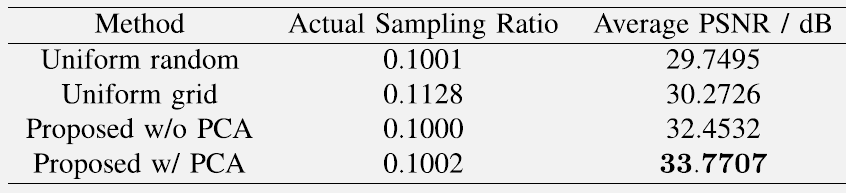 Method Actual Sampling Ratio Average PSNR / dB
Uniform random 0.1001 29.7495
Uniform grid 0.1128 30.2726
Proposed w/o PCA 0.1000 32.4532
Proposed w/ PCA 0.1002 33.7707